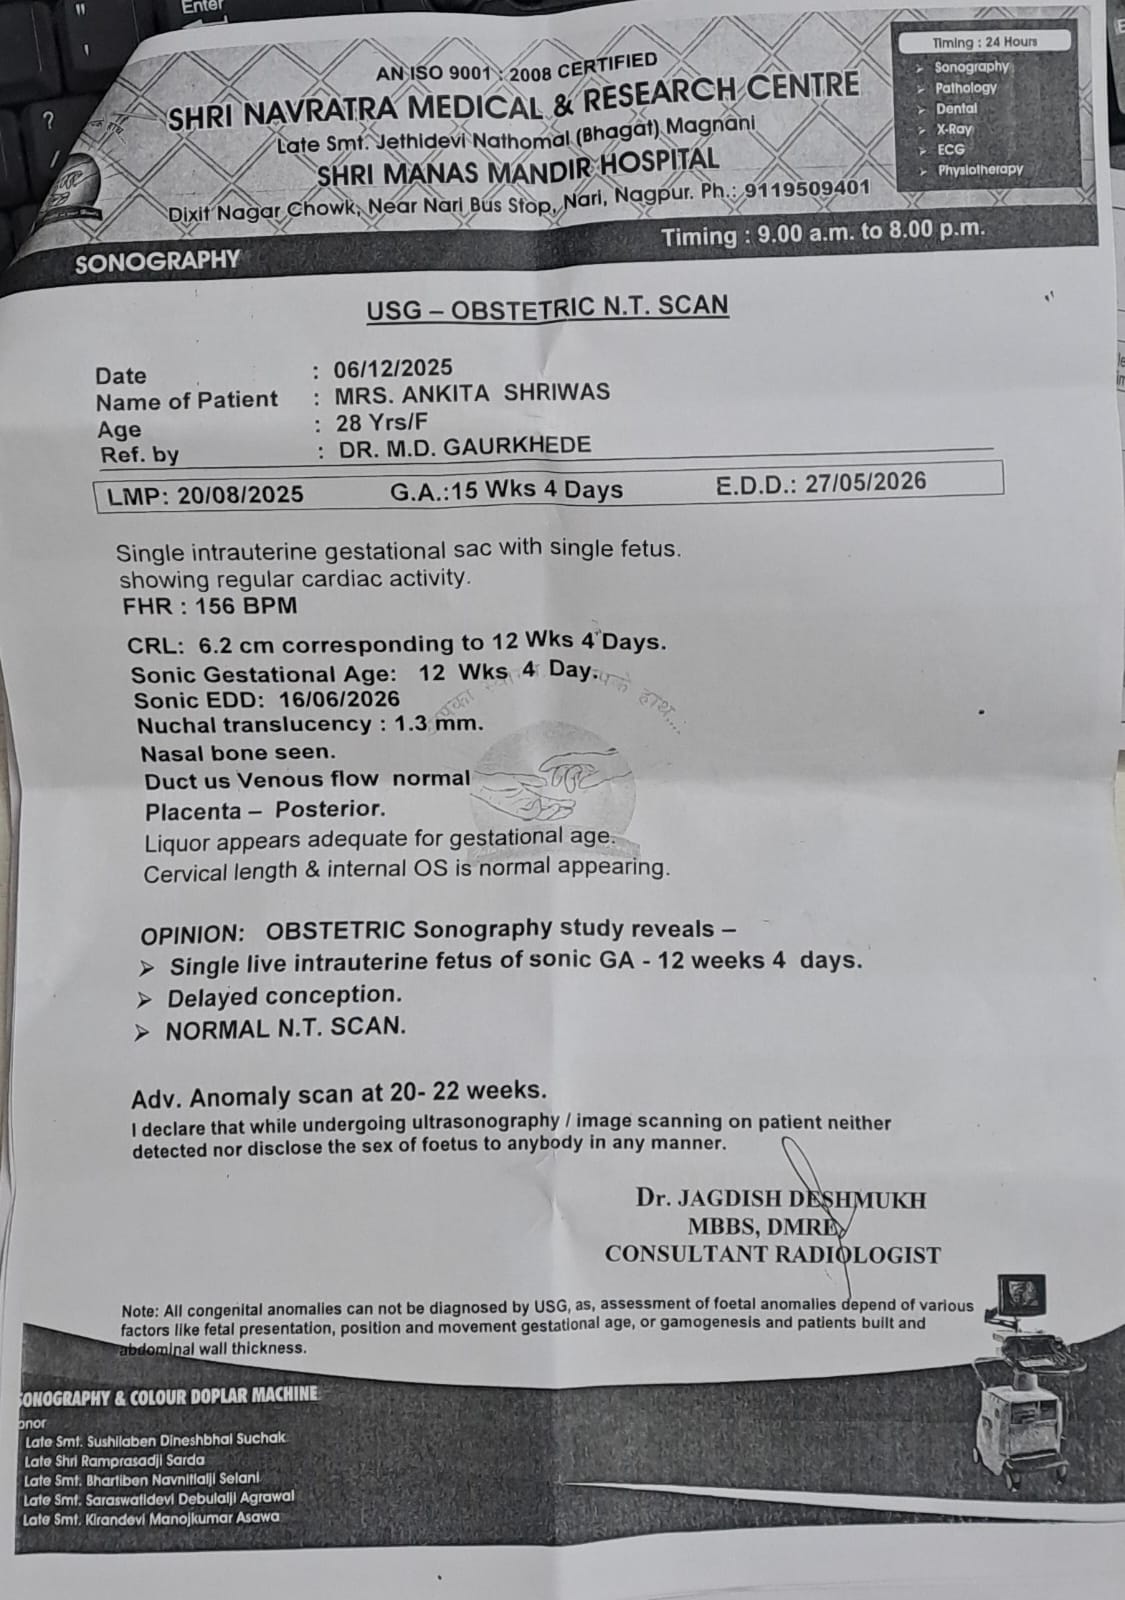 Enter
AN ISO 9001 : 2008 CERTIFIED
SHRI NAVRATRA MEDICAL & RESEARCH CENTRE
Late Smt. Jethidevi Nathomal (Bhagat) Magnani
SHRI MANAS MANDIR HOSPITAL
Dixit Nagar Chowk, Near Nari Bus Stop, Nari, Nagpur. Ph.: 9119509401
Timing : 24 Hours
Sonography
Pathology
Dental
X-Ray
ECG
Physiotherapy
SONOGRAPHY
Timing : 9.00 a.m. to 8.00 p.m.
USG – OBSTETRIC N.T. SCAN
Date : 06/12/2025
Name of Patient : MRS. ANKITA SHRIWAS
Age : 28 Yrs/F
Ref. by : DR. M.D. GAURKHEDE
LMP: 20/08/2025 G.A.:15 Wks 4 Days E.D.D.: 27/05/2026
Single intrauterine gestational sac with single fetus.
showing regular cardiac activity.
FHR : 156 BPM
CRL: 6.2 cm corresponding to 12 Wks 4 Days.
Sonic Gestational Age: 12 Wks 4 Day.
Sonic EDD: 16/06/2026
Nuchal translucency : 1.3 mm.
Nasal bone seen.
Duct us Venous flow normal
Placenta – Posterior.
Liquor appears adequate for gestational age.
Cervical length & internal OS is normal appearing.
OPINION: OBSTETRIC Sonography study reveals –
➢ Single live intrauterine fetus of sonic GA - 12 weeks 4 days.
➢ Delayed conception.
➢ NORMAL N.T. SCAN.
Adv. Anomaly scan at 20- 22 weeks.
I declare that while undergoing ultrasonography / image scanning on patient neither
detected nor disclose the sex of foetus to anybody in any manner.
Dr. JAGDISH DESHMUKH
MBBS, DMRE
CONSULTANT RADIOLOGIST
Note: All congenital anomalies can not be diagnosed by USG, as, assessment of foetal anomalies depend of various
factors like fetal presentation, position and movement gestational age, or gamogenesis and patients built and
abdominal wall thickness.
ONOGRAPHY & COLOUR DOPLAR MACHINE
onor
Late Smt. Sushilaben Dineshbhai Suchak
Late Shri Ramprasadji Sarda
Late Smt. Bhartiben Navnitlalji Selani
Late Smt. Saraswatidevi Debulalji Agrawal
Late Smt. Kirandevi Manojkumar Asawa